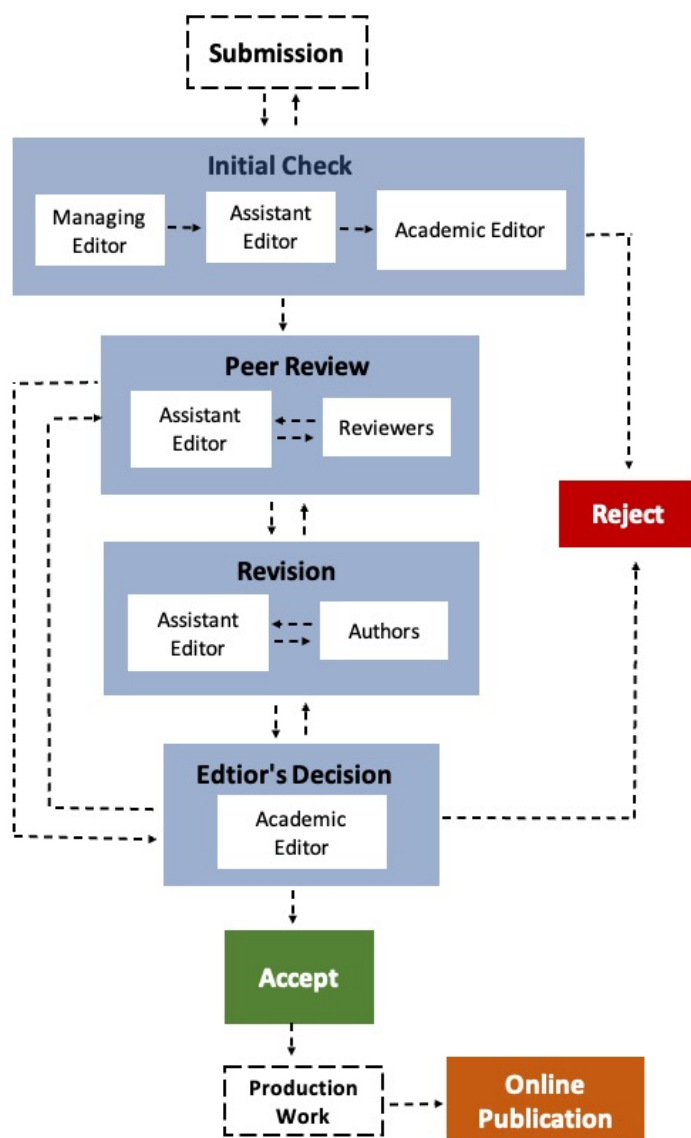 Submission
Initial Check
Managing
Editor
Assistant
Editor
Academic Editor
Peer Review
Assistant
Editor
Reviewers
Reject
Revision
Assistant
Editor
Authors
Edtior's Decision
Academic
Editor
Accept
Production
Work
Online
Publication